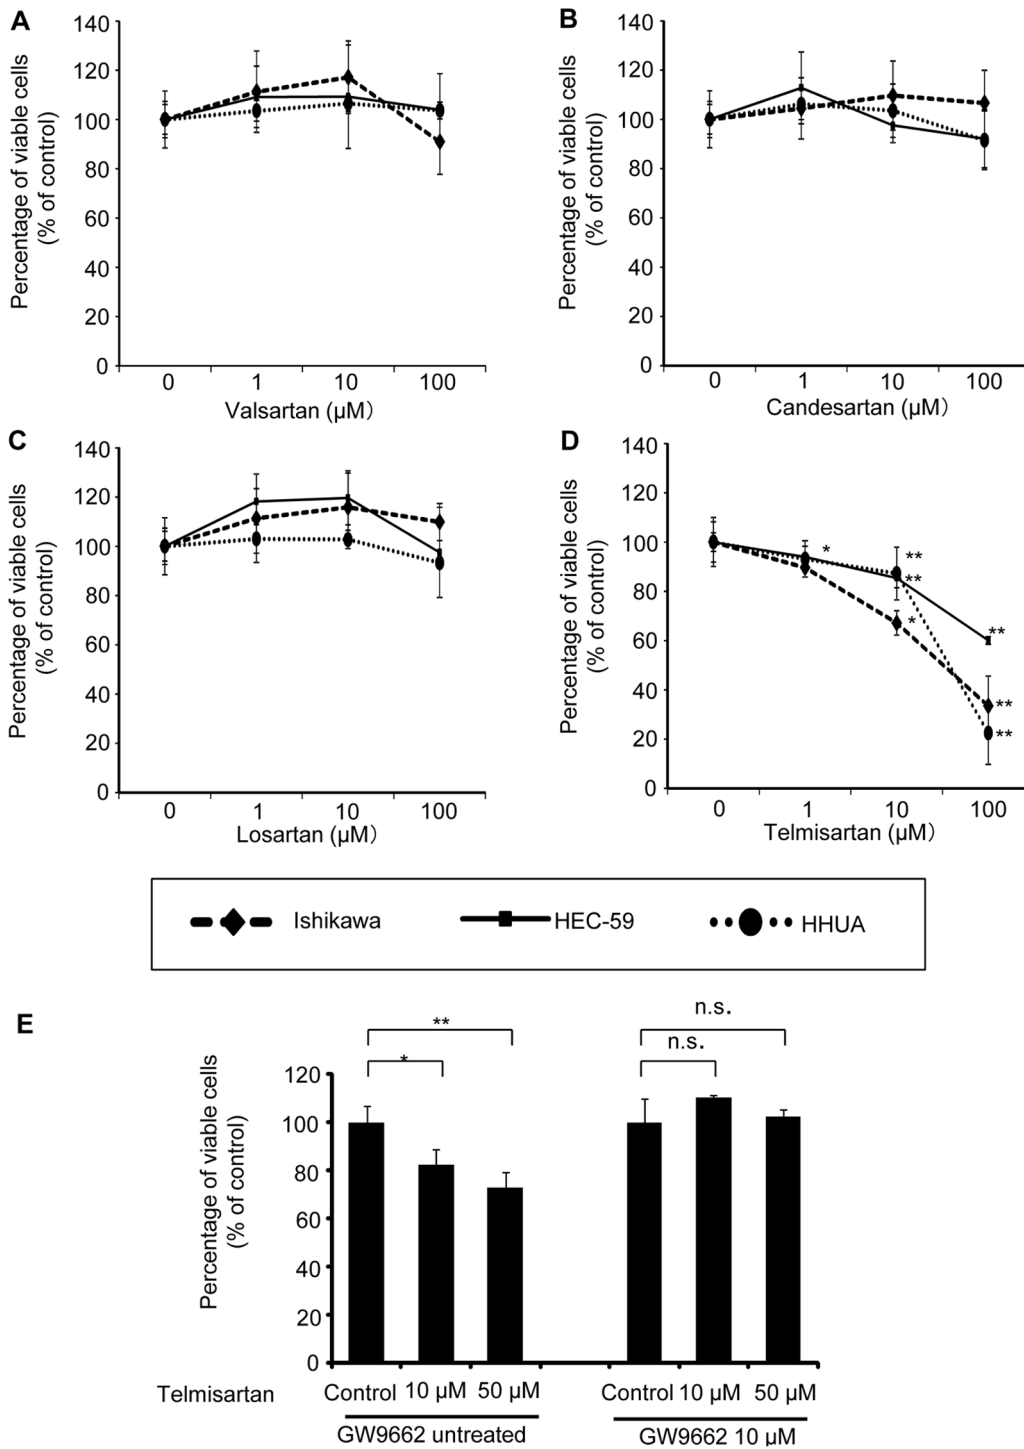 A
Percentage of viable cells
(% of control)
140
120
100
80
60
40
20
0
0 1 10 100
Valsartan (μM)
B
Percentage of viable cells
(% of control)
140
120
100
80
60
40
20
0
0 1 10 100
Candesartan (μM)
C
Percentage of viable cells
(% of control)
140
120
100
80
60
40
20
0
0 1 10 100
Losartan (μM)
D
Percentage of viable cells
(% of control)
140
120
100
80
60
40
20
0
*
**
**
*
**
**
**
0 1 10 100
Telmisartan (μM)
Ishikawa HEC-59 HHUA
E
Percentage of viable cells
(% of control)
120
100
80
60
40
20
0
**
*
n.s.
n.s.
Telmisartan Control 10 μM 50 μM Control 10 μM 50 μM
GW9662 untreated GW9662 10 μM